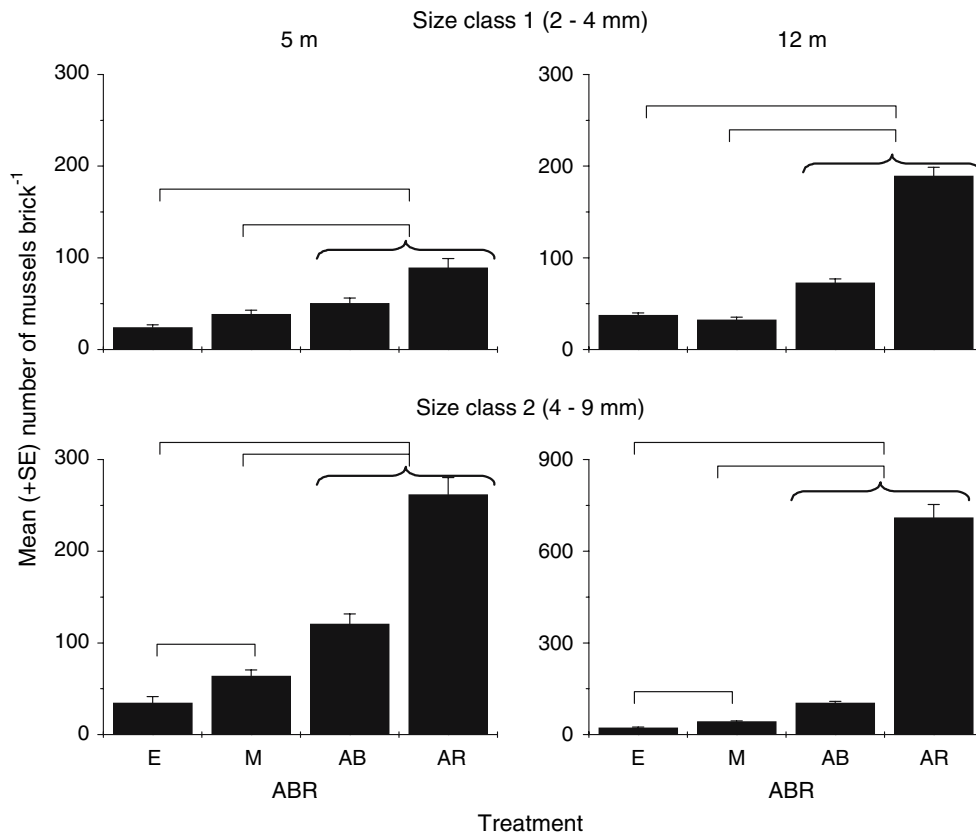 Size class 1 (2 - 4 mm)
5 m
12 m
300
200
100
0
300
200
100
0
Size class 2 (4 - 9 mm)
300
200
100
0
900
600
300
0
Mean (+SE) number of mussels brick-1
E M AB AR
E M AB AR
ABR
ABR
Treatment